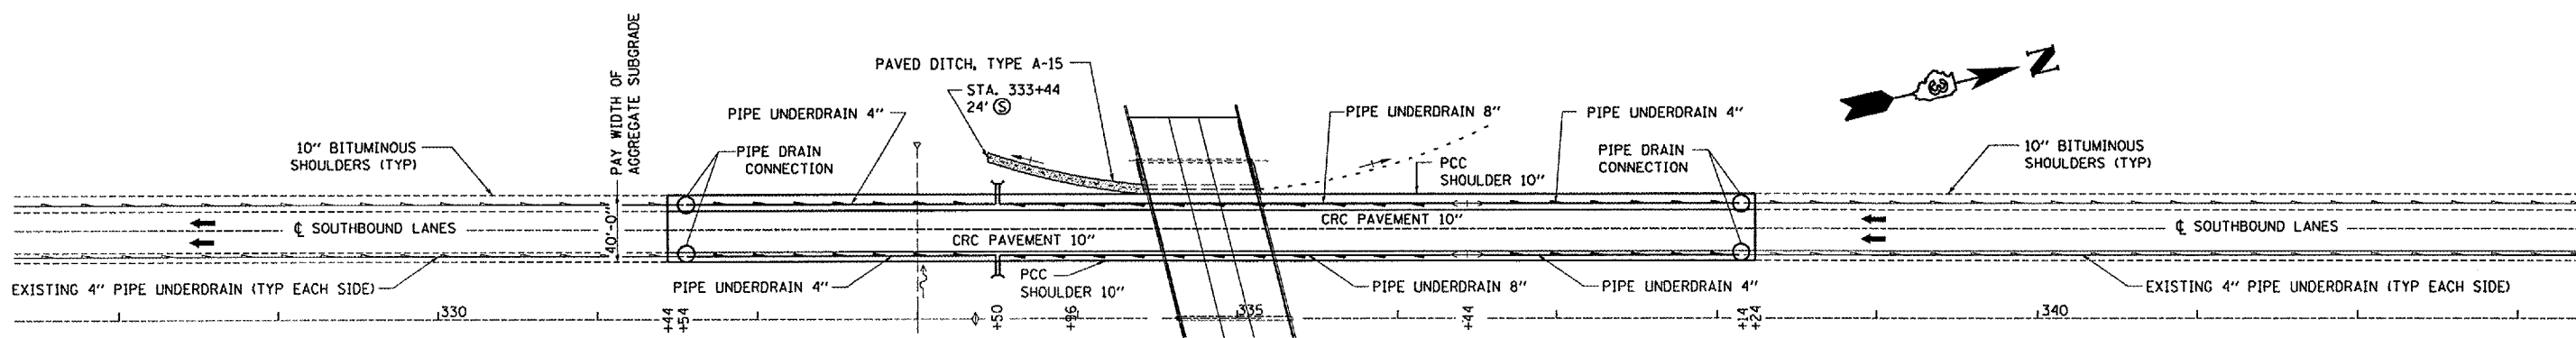 PAY WIDTH OF
AGGREGATE SUBGRADE
PAVED DITCH, TYPE A-15
STA. 333+44
24' Ⓢ
PIPE UNDERDRAIN 4"
PIPE UNDERDRAIN 8"
PIPE UNDERDRAIN 4"
N
10" BITUMINOUS
SHOULDERS (TYP)
PIPE DRAIN
CONNECTION
PCC
SHOULDER 10"
PIPE DRAIN
CONNECTION
10" BITUMINOUS
SHOULDERS (TYP)
40'-0"
℄ SOUTHBOUND LANES
CRC PAVEMENT 10"
CRC PAVEMENT 10"
℄ SOUTHBOUND LANES
EXISTING 4" PIPE UNDERDRAIN (TYP EACH SIDE)
PIPE UNDERDRAIN 4"
PCC
SHOULDER 10"
PIPE UNDERDRAIN 8"
PIPE UNDERDRAIN 4"
EXISTING 4" PIPE UNDERDRAIN (TYP EACH SIDE)
330
+44
+54
+50
+96
335
+44
+14
+24
340